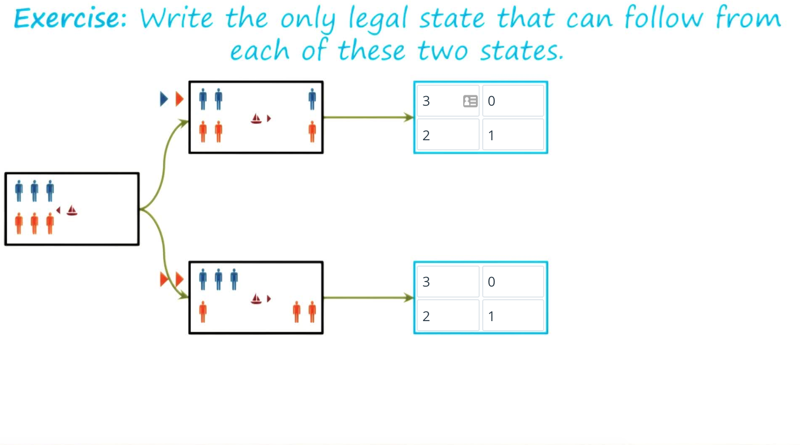 Exercise: Write the only legal state that can follow from
each of these two states.
3 0
2 1
3 0
2 1